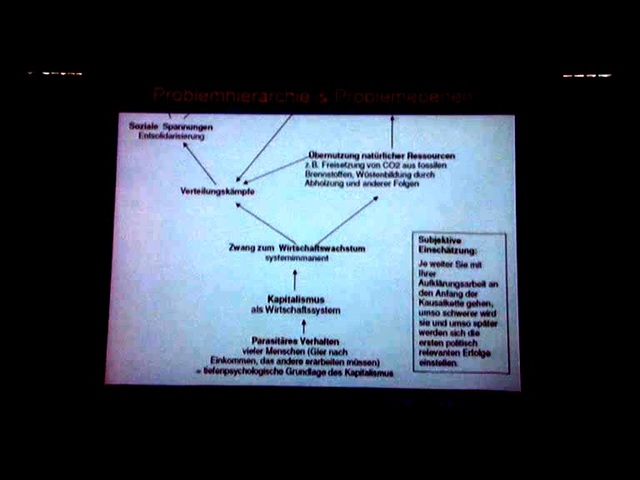 Problemhierarchie & Problemebenen
Soziale Spannungen
Entsolidarisierung
Übernutzung natürlicher Ressourcen
z.B. Freisetzung von CO2 aus fossilen
Brennstoffen, Wüstenbildung durch
Abholzung und anderer Folgen
Verteilungskämpfe
Zwang zum Wirtschaftswachstum
systemimmanent
Kapitalismus
als Wirtschaftssystem
Parasitäres Verhalten
vieler Menschen (Gier nach
Einkommen, das andere erarbeiten müssen)
= tiefenpsychologische Grundlage des Kapitalismus
Subjektive
Einschätzung:
Je weiter Sie mit
Ihrer
Aufklärungsarbeit an
den Anfang der
Kausalkette gehen,
umso schwerer wird
sie und umso später
werden sich die
ersten politisch
relevanten Erfolge
einstellen.